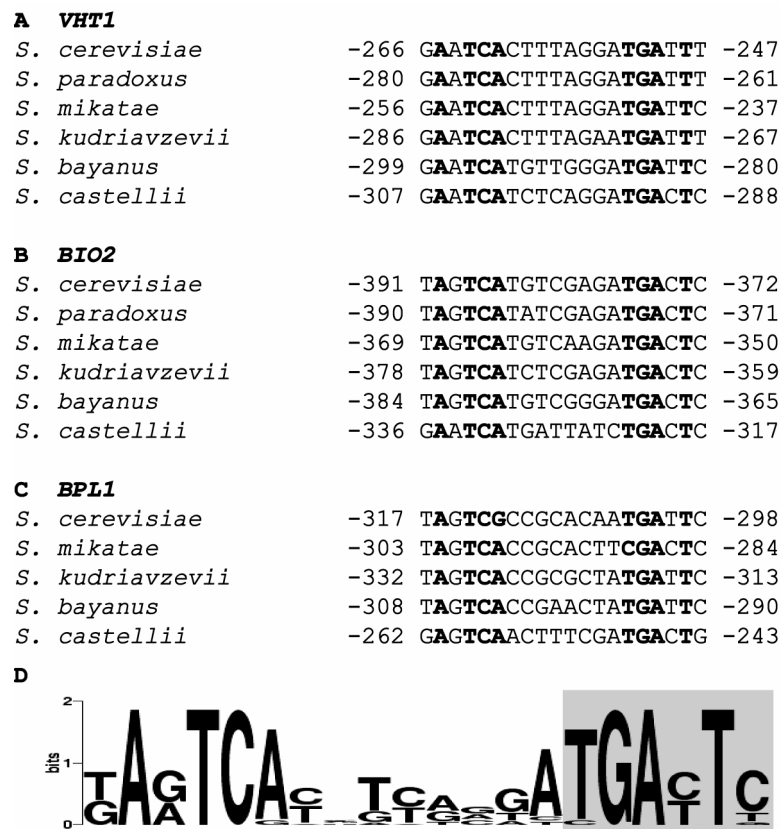 A VHT1
S. cerevisiae -266 GAATCACTTTAGGATGATTT -247
S. paradoxus -280 GAATCACTTTAGGATGATTT -261
S. mikatae -256 GAATCACTTTAGGATGATTC -237
S. kudriavzevii -286 GAATCACTTTAGAATGATTT -267
S. bayanus -299 GAATCATGTTGGGATGATTC -280
S. castellii -307 GAATCATCTCAGGATGACTC -288
B BIO2
S. cerevisiae -391 TAGTCATGTCGAGATGACTC -372
S. paradoxus -390 TAGTCATATCGAGATGACTC -371
S. mikatae -369 TAGTCATGTCAAGATGACTC -350
S. kudriavzevii -378 TAGTCATCTCGAGATGACTC -359
S. bayanus -384 TAGTCATGTCGGGATGACTC -365
S. castellii -336 GAATCATGATTATCTGACTC -317
C BPL1
S. cerevisiae -317 TAGTCGCCGCACAATGATTC -298
S. mikatae -303 TAGTCACCGCACTTCGACTC -284
S. kudriavzevii -332 TAGTCACCGCGCTATGATTC -313
S. bayanus -308 TAGTCACCGAACTATGATTC -290
S. castellii -262 GAGTCAACTTTCGATGACTG -243
D
2
1
0
bits